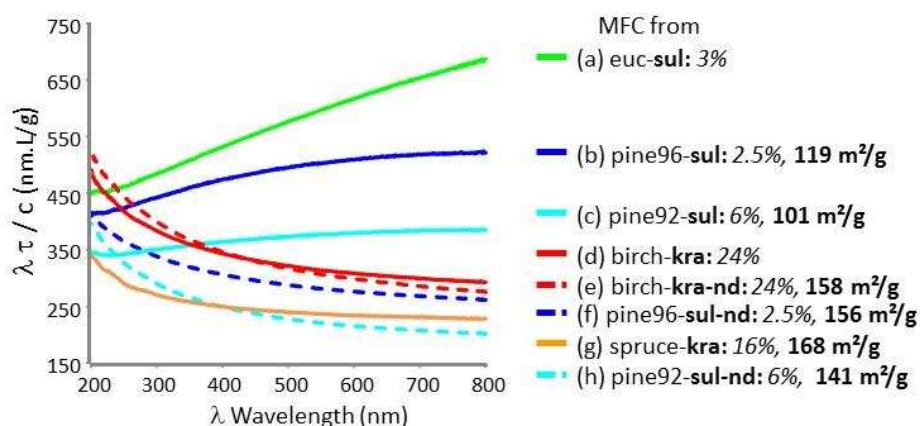 MFC from
λ τ / c (nm.L/g)
750
650
550
450
350
250
150
200 300 400 500 600 700 800
λ Wavelength (nm)
(a) euc-sul: 3%
(b) pine96-sul: 2.5%, 119 m²/g
(c) pine92-sul: 6%, 101 m²/g
(d) birch-kra: 24%
(e) birch-kra-nd: 24%, 158 m²/g
(f) pine96-sul-nd: 2.5%, 156 m²/g
(g) spruce-kra: 16%, 168 m²/g
(h) pine92-sul-nd: 6%, 141 m²/g